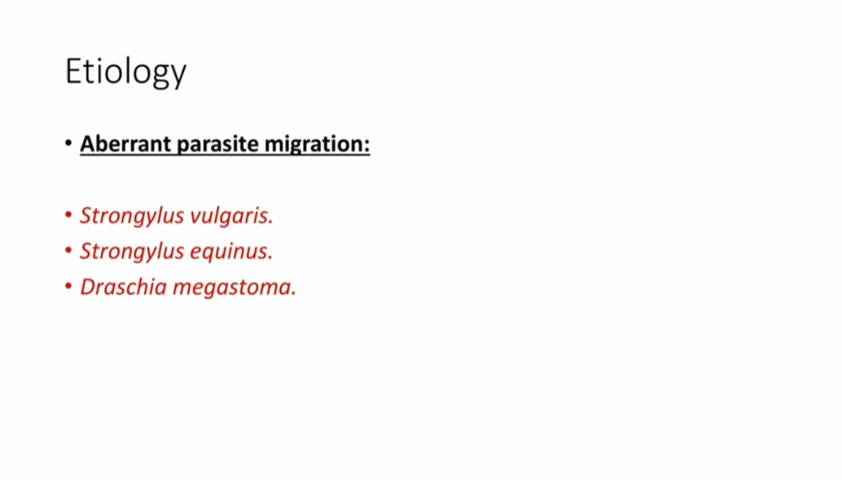 Etiology
• Aberrant parasite migration:
• Strongylus vulgaris.
• Strongylus equinus.
• Draschia megastoma.